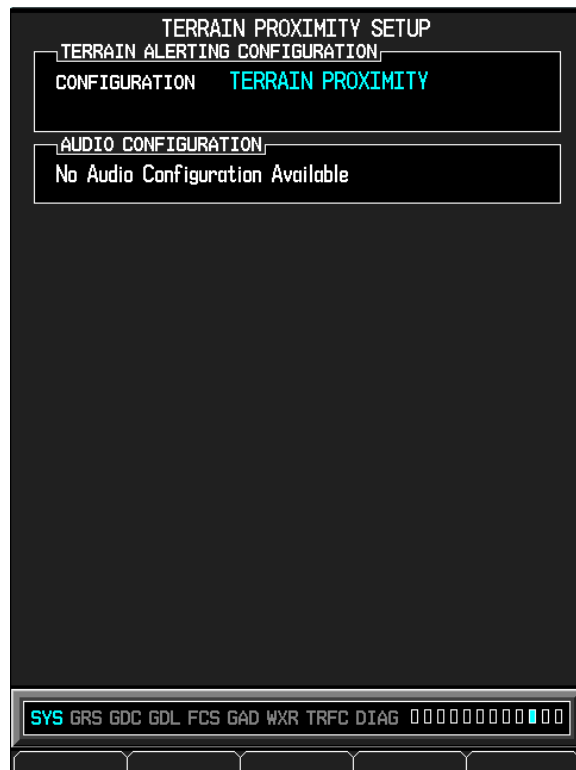 TERRAIN PROXIMITY SETUP
TERRAIN ALERTING CONFIGURATION
CONFIGURATION TERRAIN PROXIMITY
AUDIO CONFIGURATION
No Audio Configuration Available
SYS GRS GDC GDL FCS GAD WXR TRFC DIAG